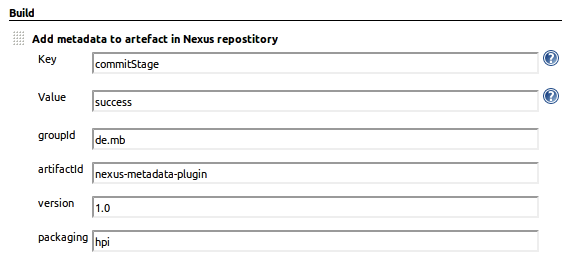 Build
Add metadata to artefact in Nexus repostitory
Key commitStage ?
Value success ?
groupId de.mb
artifactId nexus-metadata-plugin
version 1.0
packaging hpi